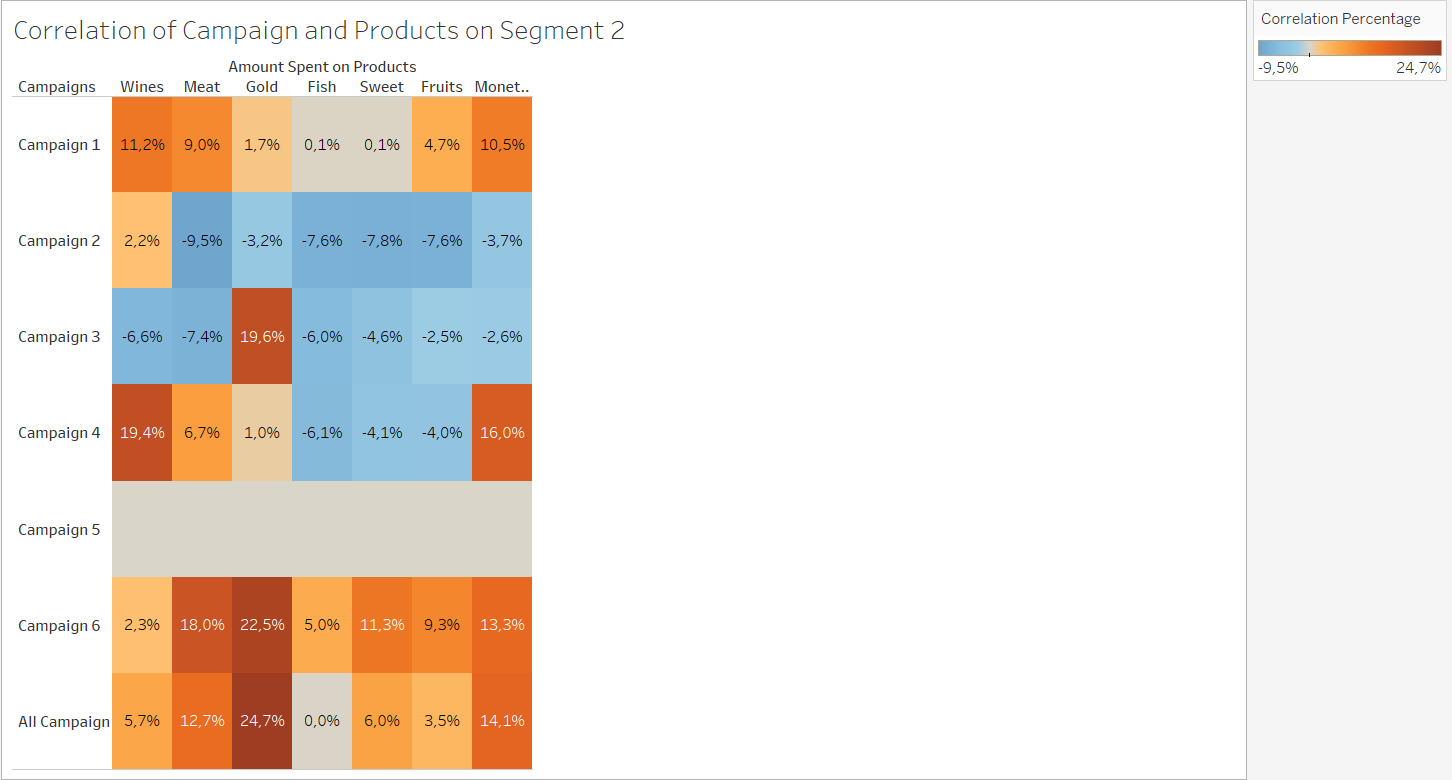 Correlation of Campaign and Products on Segment 2
Amount Spent on Products
Campaigns Wines Meat Gold Fish Sweet Fruits Monet..
Campaign 1 11,2% 9,0% 1,7% 0,1% 0,1% 4,7% 10,5%
Campaign 2 2,2% -9,5% -3,2% -7,6% -7,8% -7,6% -3,7%
Campaign 3 -6,6% -7,4% 19,6% -6,0% -4,6% -2,5% -2,6%
Campaign 4 19,4% 6,7% 1,0% -6,1% -4,1% -4,0% 16,0%
Campaign 5
Campaign 6 2,3% 18,0% 22,5% 5,0% 11,3% 9,3% 13,3%
All Campaign 5,7% 12,7% 24,7% 0,0% 6,0% 3,5% 14,1%
Correlation Percentage
-9,5% 24,7%